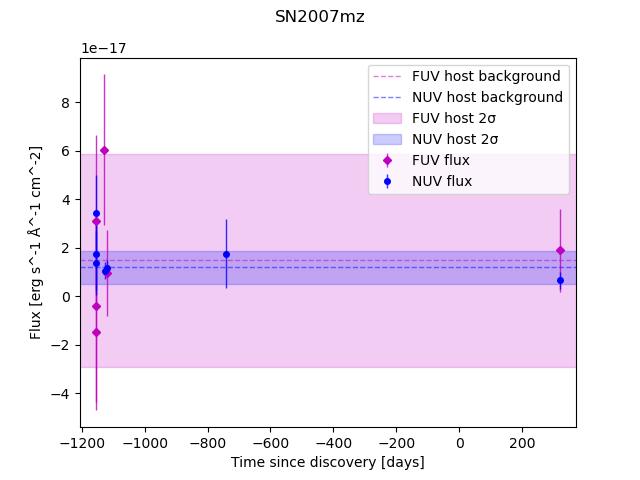 SN2007mz
1e−17
FUV host background
NUV host background
FUV host 2σ
NUV host 2σ
FUV flux
NUV flux
8
6
4
2
0
−2
−4
Flux [erg s^-1 Å^-1 cm^-2]
−1200 −1000 −800 −600 −400 −200 0 200
Time since discovery [days]